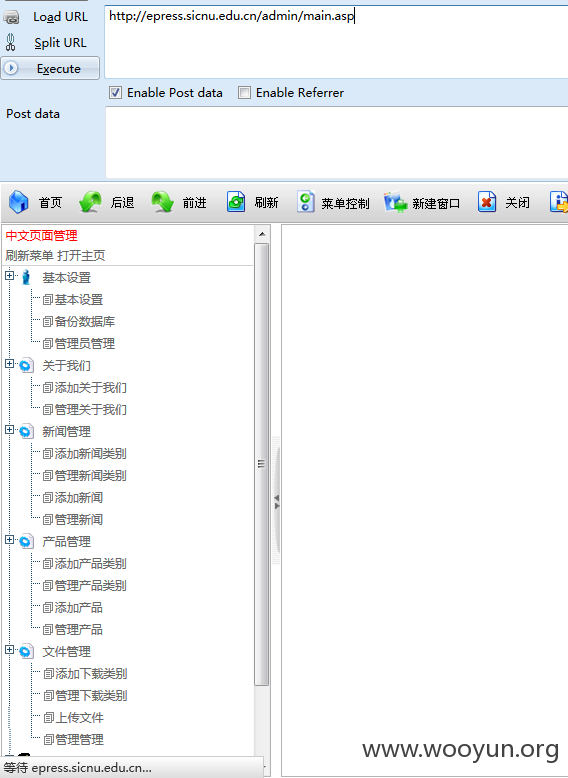 Load URL
http://epress.sicnu.edu.cn/admin/main.asp
Split URL
Execute
Enable Post data Enable Referrer
Post data
首页 后退 前进 刷新 菜单控制 新建窗口 关闭
中文页面管理
刷新菜单 打开主页
基本设置
基本设置
备份数据库
管理员管理
关于我们
添加关于我们
管理关于我们
新闻管理
添加新闻类别
管理新闻类别
添加新闻
管理新闻
产品管理
添加产品类别
管理产品类别
添加产品
管理产品
文件管理
添加下载类别
管理下载类别
上传文件
管理管理
等待 epress.sicnu.edu.cn...
www.wooyun.org